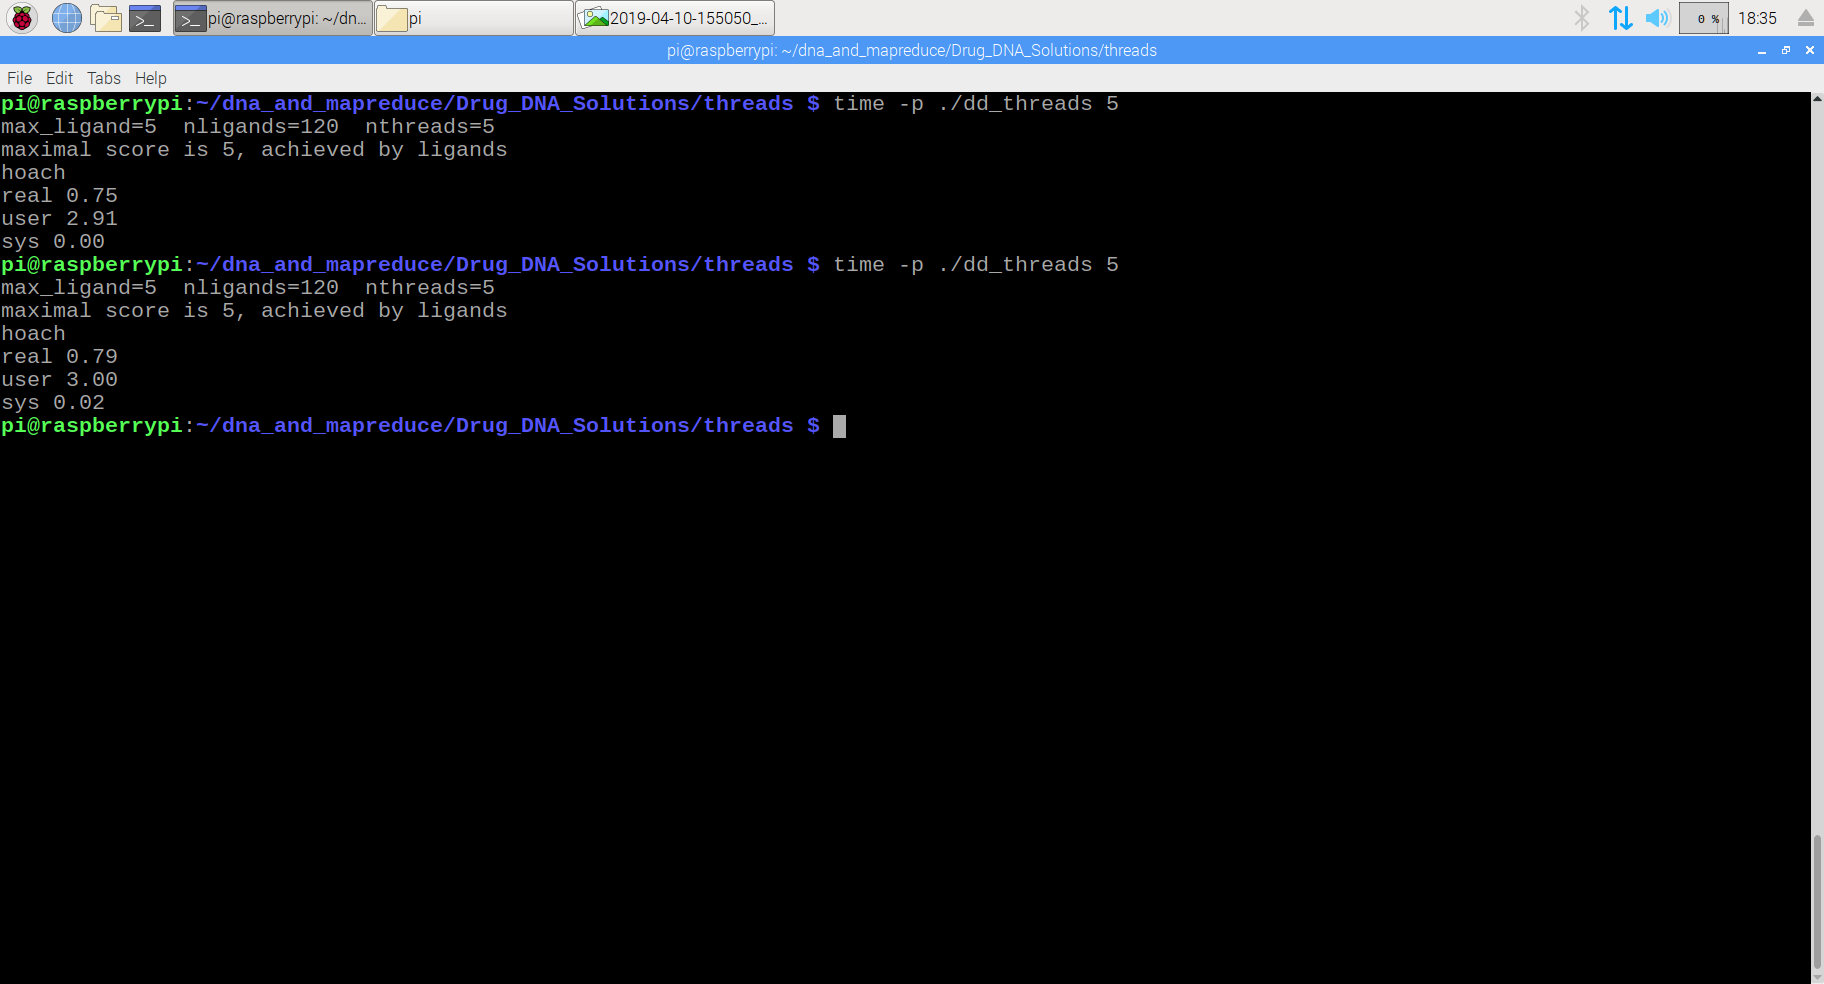 pi@raspberrypi: ~/dn...
pi
2019-04-10-155050_...
0 %
18:35
pi@raspberrypi: ~/dna_and_mapreduce/Drug_DNA_Solutions/threads
File Edit Tabs Help
pi@raspberrypi:~/dna_and_mapreduce/Drug_DNA_Solutions/threads $ time -p ./dd_threads 5
max_ligand=5  nligands=120  nthreads=5
maximal score is 5, achieved by ligands
hoach
real 0.75
user 2.91
sys 0.00
pi@raspberrypi:~/dna_and_mapreduce/Drug_DNA_Solutions/threads $ time -p ./dd_threads 5
max_ligand=5  nligands=120  nthreads=5
maximal score is 5, achieved by ligands
hoach
real 0.79
user 3.00
sys 0.02
pi@raspberrypi:~/dna_and_mapreduce/Drug_DNA_Solutions/threads $